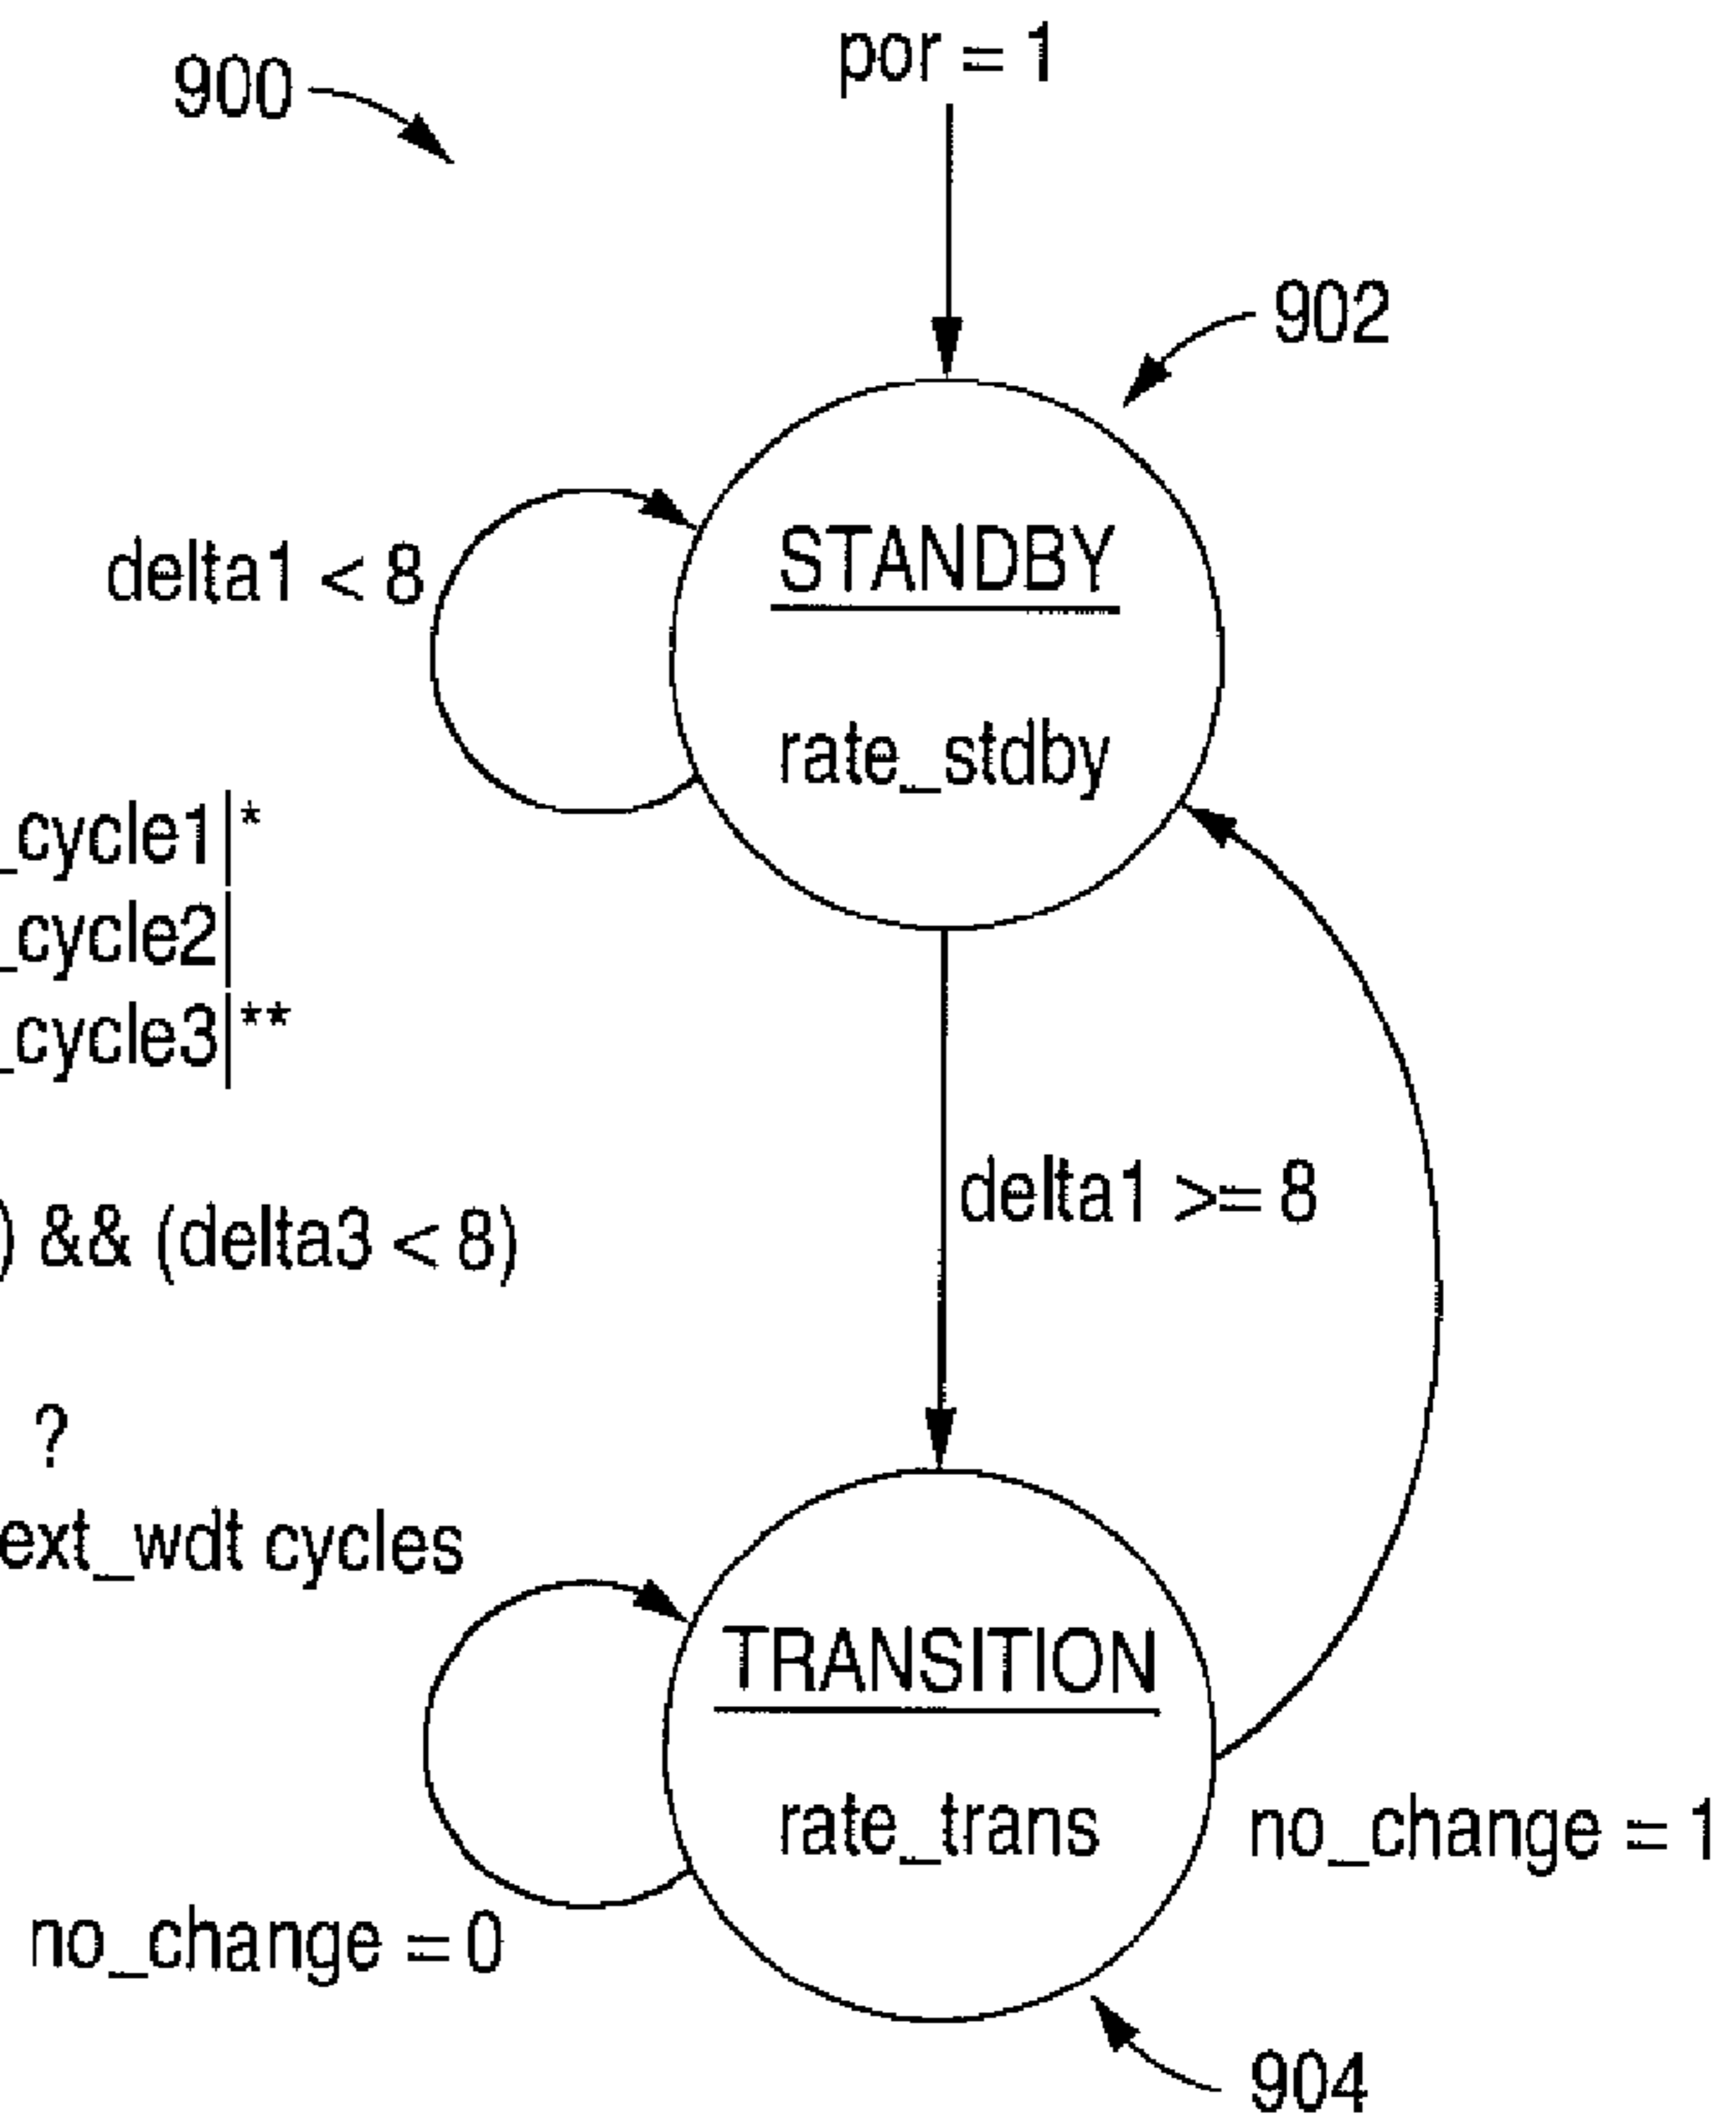 por = 1
900
902
delta1 < 8
STANDBY
rate_stdby
_cycle1|*
_cycle2|
_cycle3|**
delta1 >= 8
) && (delta3 < 8)
?
ext_wdt cycles
TRANSITION
rate_trans
no_change = 1
no_change = 0
904